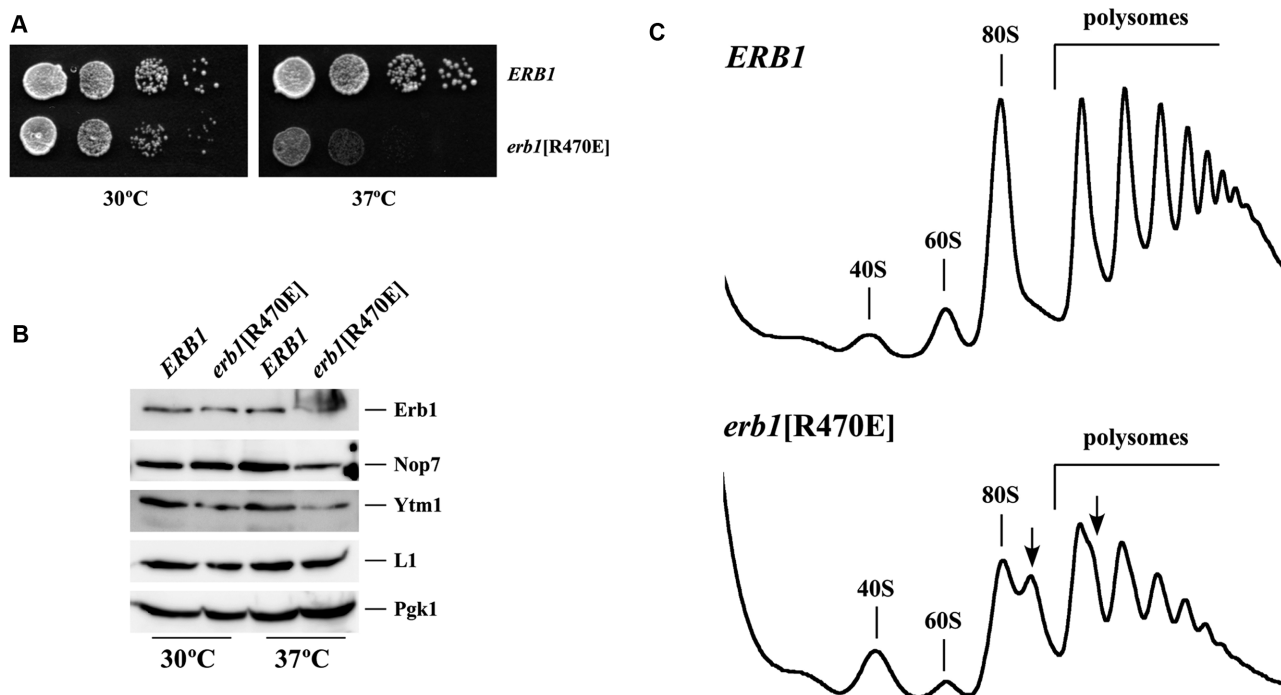 A
ERB1
erb1[R470E]
30ºC
37ºC
B
ERB1
erb1[R470E]
ERB1
erb1[R470E]
Erb1
Nop7
Ytm1
L1
Pgk1
30ºC
37ºC
C
ERB1
40S
60S
80S
polysomes
erb1[R470E]
40S
60S
80S
polysomes